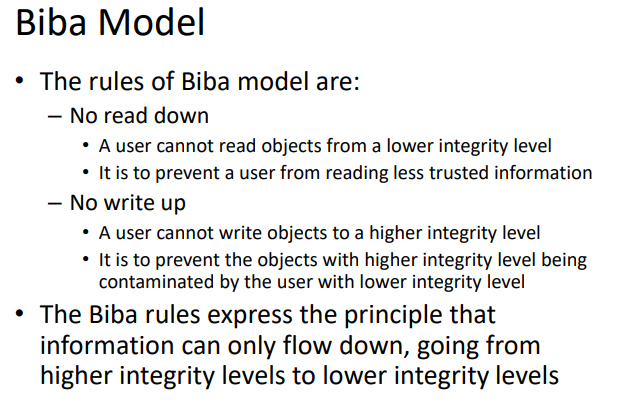 Biba Model
• The rules of Biba model are:
– No read down
• A user cannot read objects from a lower integrity level
• It is to prevent a user from reading less trusted information
– No write up
• A user cannot write objects to a higher integrity level
• It is to prevent the objects with higher integrity level being
contaminated by the user with lower integrity level
• The Biba rules express the principle that
information can only flow down, going from
higher integrity levels to lower integrity levels